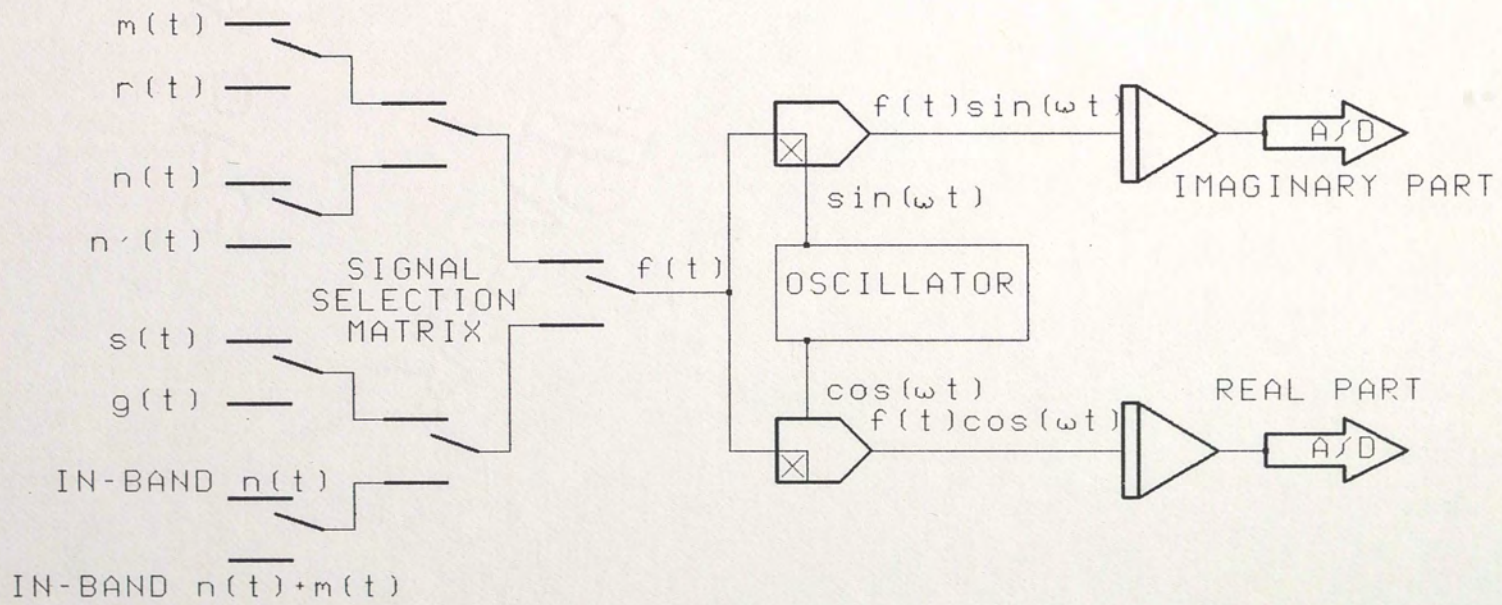 m(t)
r(t)
n(t)
n´(t)
s(t)
g(t)
IN-BAND n(t)
IN-BAND n(t)+m(t)
SIGNAL
SELECTION
MATRIX
f(t)
f(t)sin(ωt)
sin(ωt)
OSCILLATOR
cos(ωt)
f(t)cos(ωt)
A/D
IMAGINARY PART
REAL PART
A/D